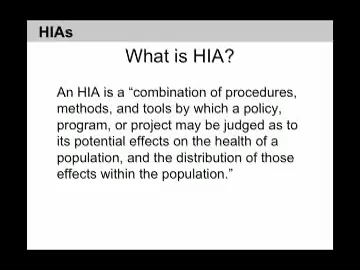 HIAs
What is HIA?
An HIA is a “combination of procedures,
methods, and tools by which a policy,
program, or project may be judged as to
its potential effects on the health of a
population, and the distribution of those
effects within the population.”